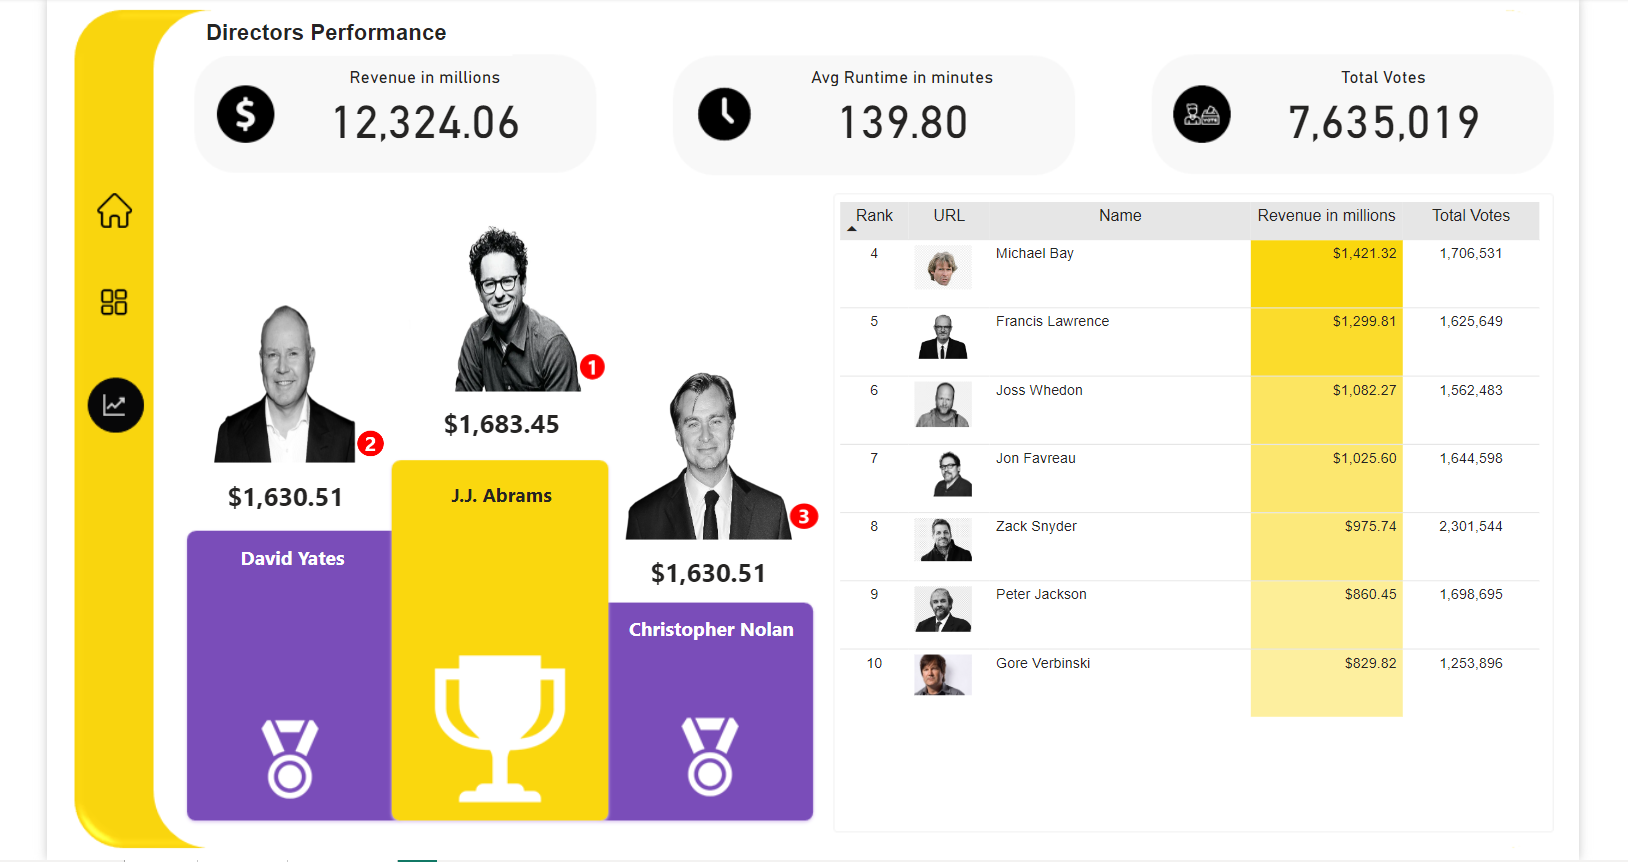 Directors Performance
Revenue in millions
12,324.06
Avg Runtime in minutes
139.80
Total Votes
7,635,019
$
VOTE
1
$1,683.45
J.J. Abrams
2
$1,630.51
David Yates
3
$1,630.51
Christopher Nolan
Rank URL Name Revenue in millions Total Votes
4 Michael Bay $1,421.32 1,706,531
5 Francis Lawrence $1,299.81 1,625,649
6 Joss Whedon $1,082.27 1,562,483
7 Jon Favreau $1,025.60 1,644,598
8 Zack Snyder $975.74 2,301,544
9 Peter Jackson $860.45 1,698,695
10 Gore Verbinski $829.82 1,253,896